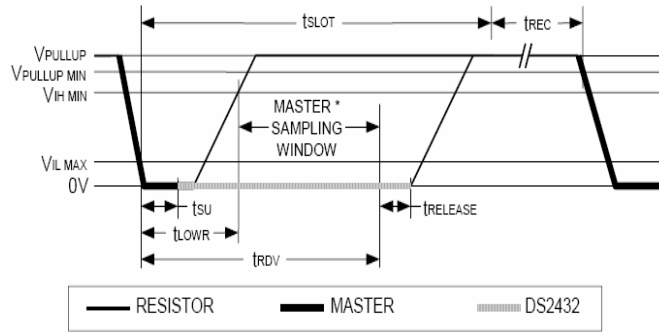 tSLOT
tREC
VPULLUP
VPULLUP MIN
VIH MIN
MASTER *
SAMPLING
WINDOW
VIL MAX
0V
tSU
tRELEASE
tLOWR
tRDV
RESISTOR
MASTER
DS2432